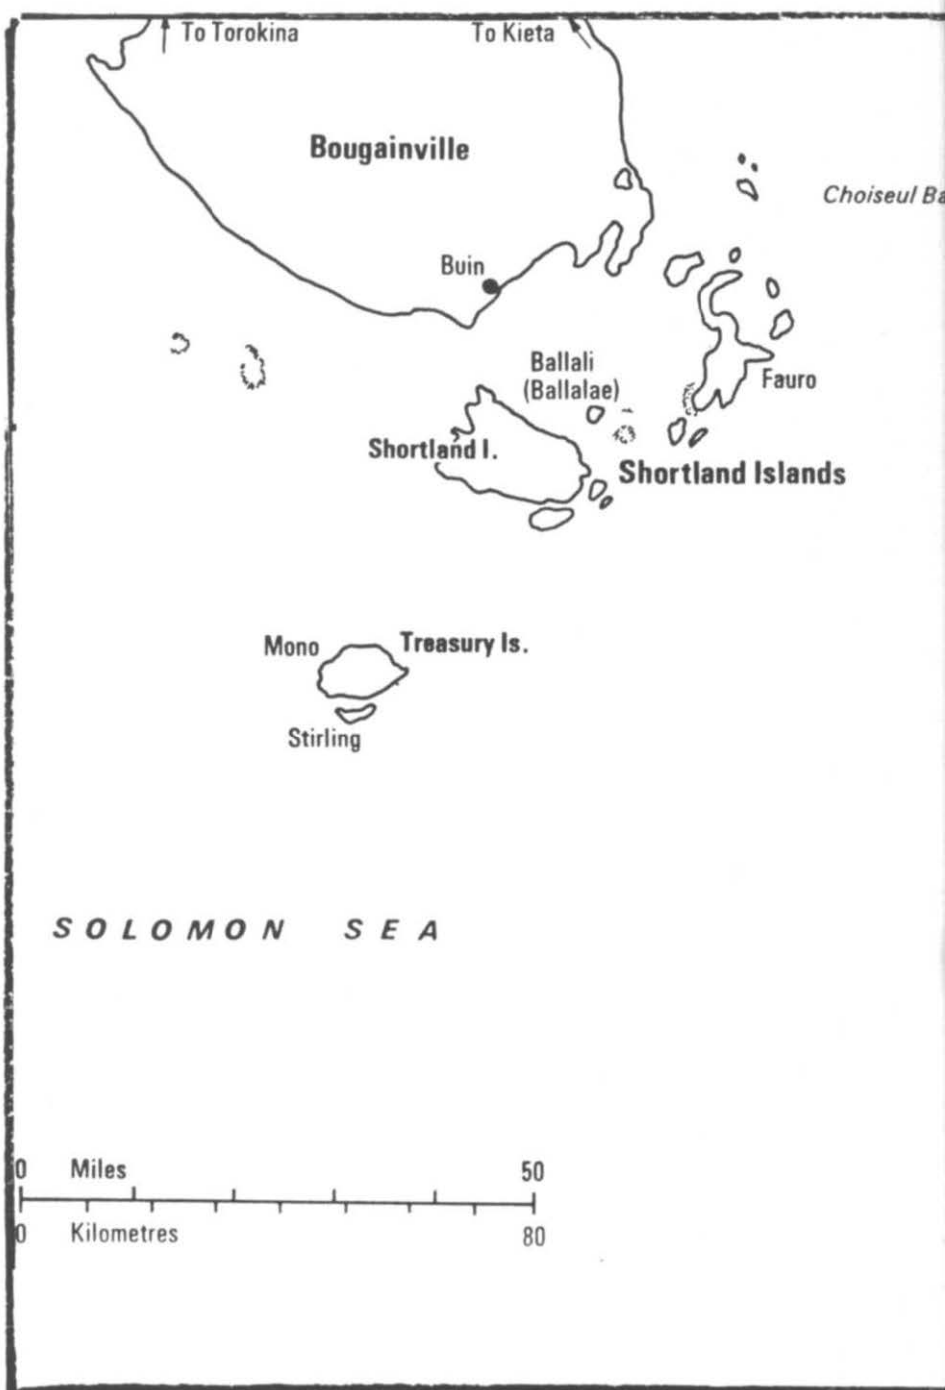 To Torokina
To Kieta
Bougainville
Choiseul
Buin
Ballali
(Ballalae)
Fauro
Shortland I.
Shortland Islands
Mono
Treasury Is.
Stirling
SOLOMON SEA
0 Miles 50
0 Kilometres 80